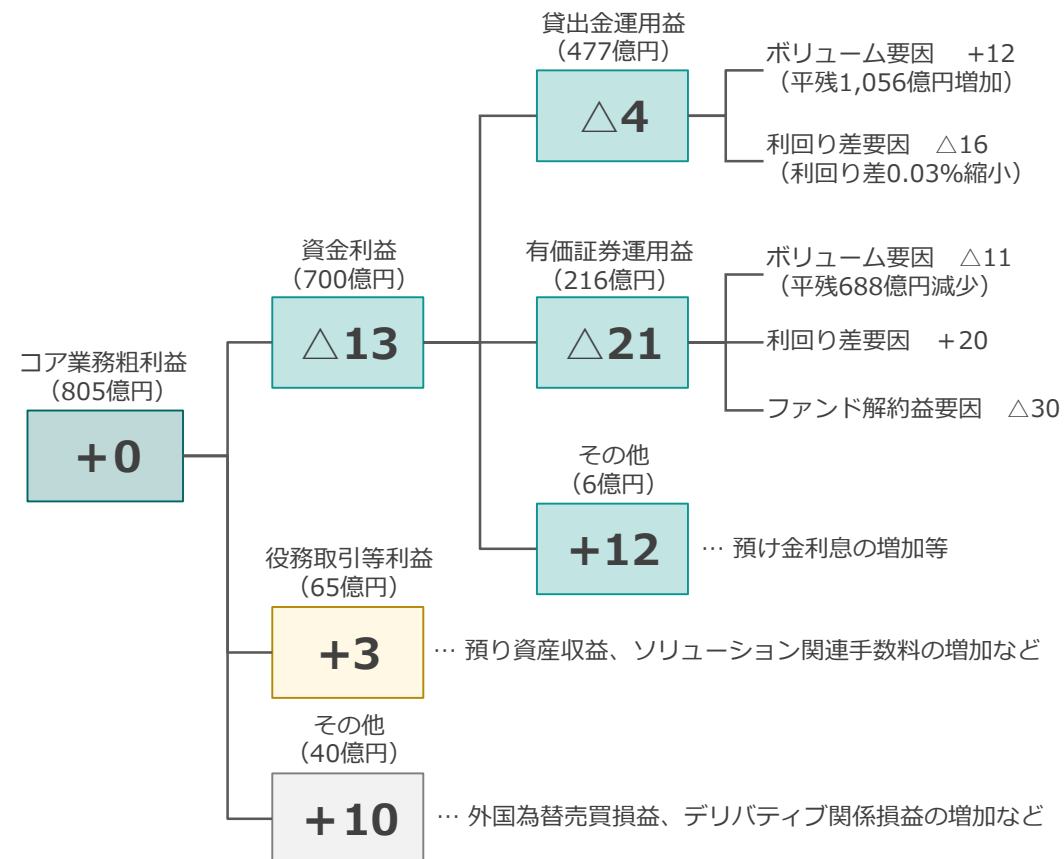 コア業務粗利益
（805億円）
+0
資金利益
（700億円）
△13
貸出金運用益
（477億円）
△4
ボリューム要因　+12
（平残1,056億円増加）
利回り差要因　△16
（利回り差0.03%縮小）
有価証券運用益
（216億円）
△21
ボリューム要因　△11
（平残688億円減少）
利回り差要因　+20
ファンド解約益要因　△30
その他
（6億円）
+12
… 預け金利息の増加等
役務取引等利益
（65億円）
+3
… 預り資産収益、ソリューション関連手数料の増加など
その他
（40億円）
+10
… 外国為替売買損益、デリバティブ関係損益の増加など